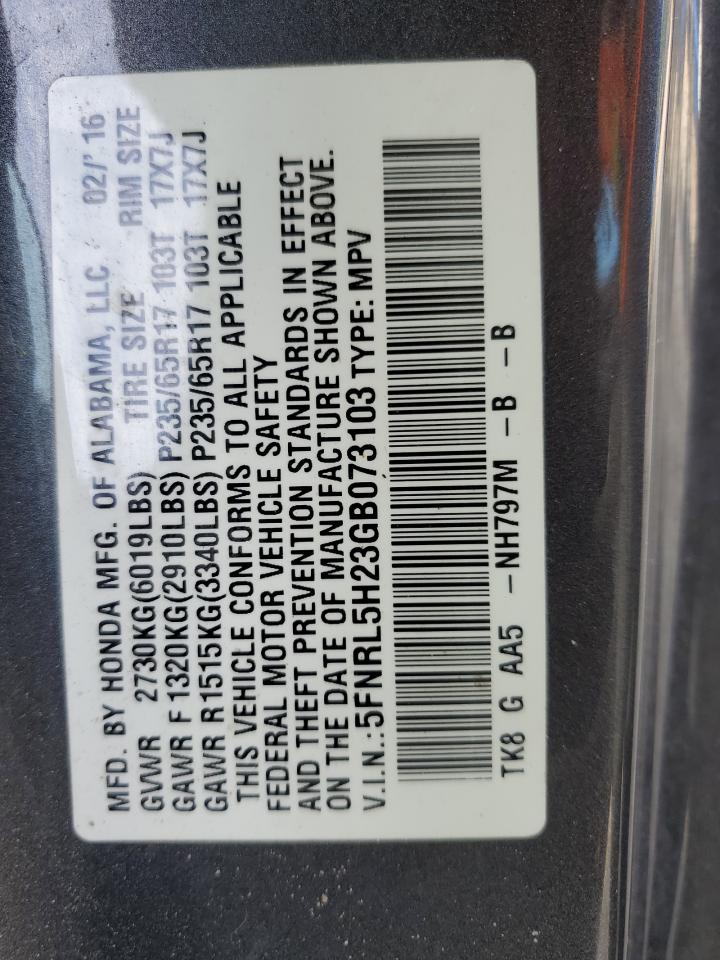 MFD. BY HONDA MFG. OF ALABAMA, LLC 02/' 16
GVWR 2730KG(6019LBS) TIRE SIZE RIM SIZE
GAWR F 1320KG(2910LBS) P235/65R17 103T 17X7J
GAWR R1515KG(3340LBS) P235/65R17 103T 17X7J
THIS VEHICLE CONFORMS TO ALL APPLICABLE
FEDERAL MOTOR VEHICLE SAFETY
AND THEFT PREVENTION STANDARDS IN EFFECT
ON THE DATE OF MANUFACTURE SHOWN ABOVE.
V.I.N.:5FNRL5H23GB073103 TYPE: MPV
TK8 G AA5 -NH797M -B -B